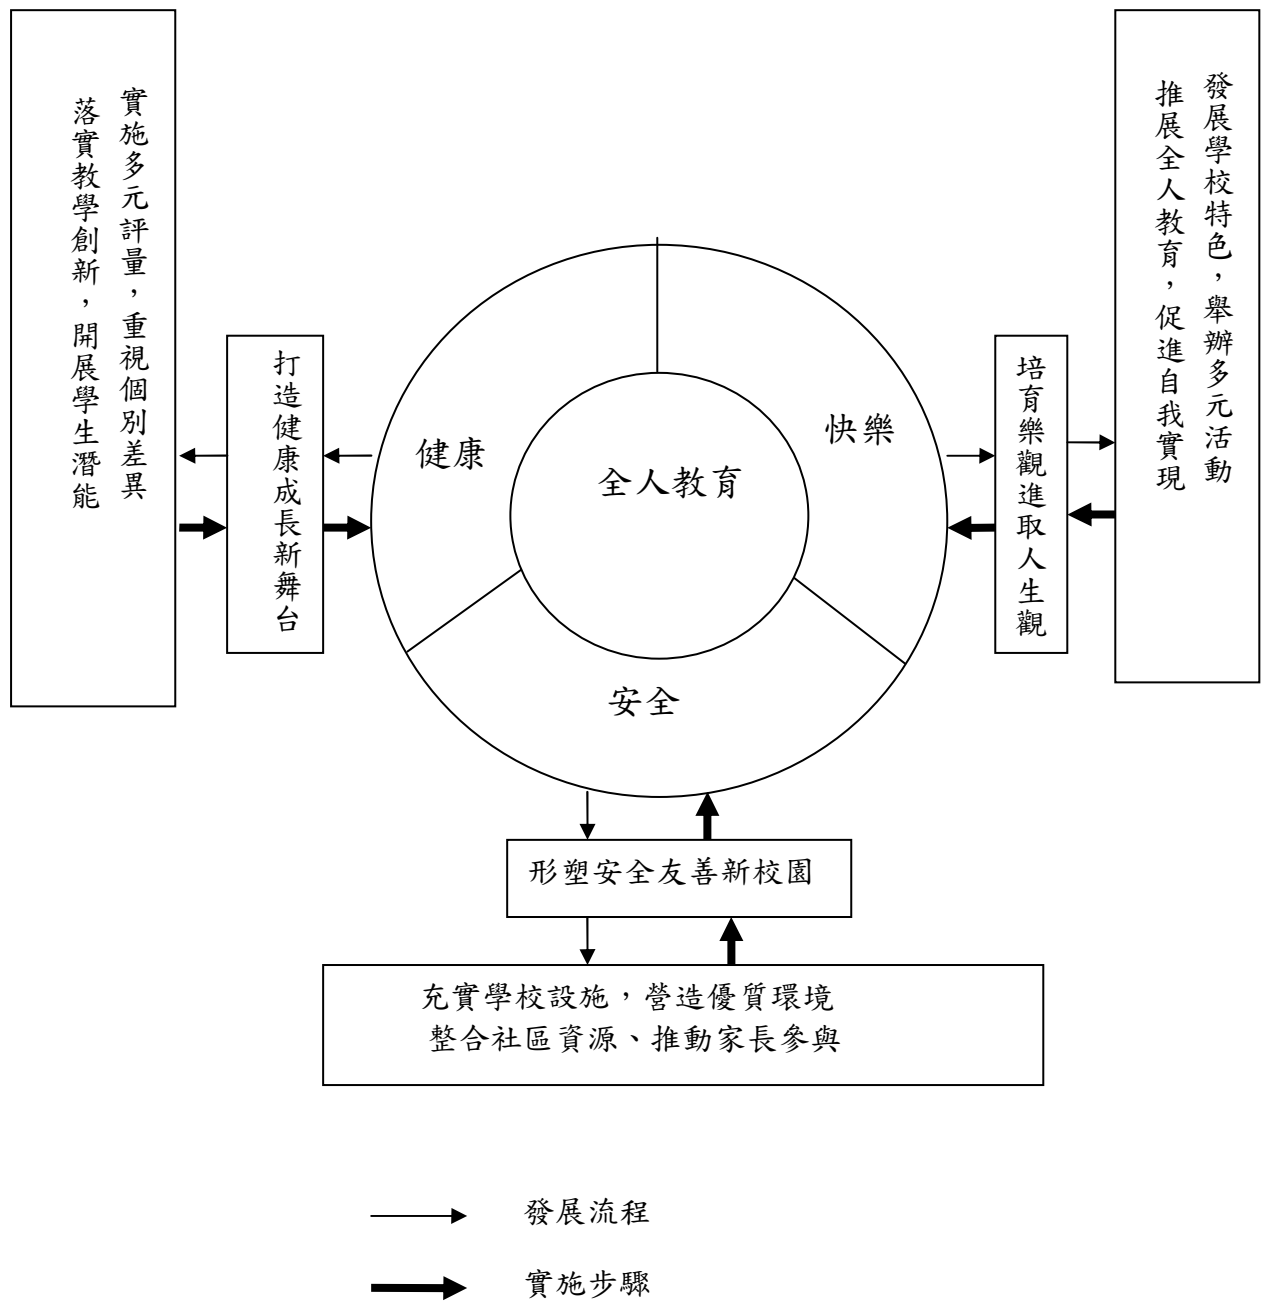 實施多元評量，重視個別差異
落實教學創新，開展學生潛能
打造健康成長新舞台
健康
全人教育
快樂
安全
培育樂觀進取人生觀
發展學校特色，舉辦多元活動
推展全人教育，促進自我實現
形塑安全友善新校園
充實學校設施，營造優質環境
整合社區資源、推動家長參與
發展流程
實施步驟